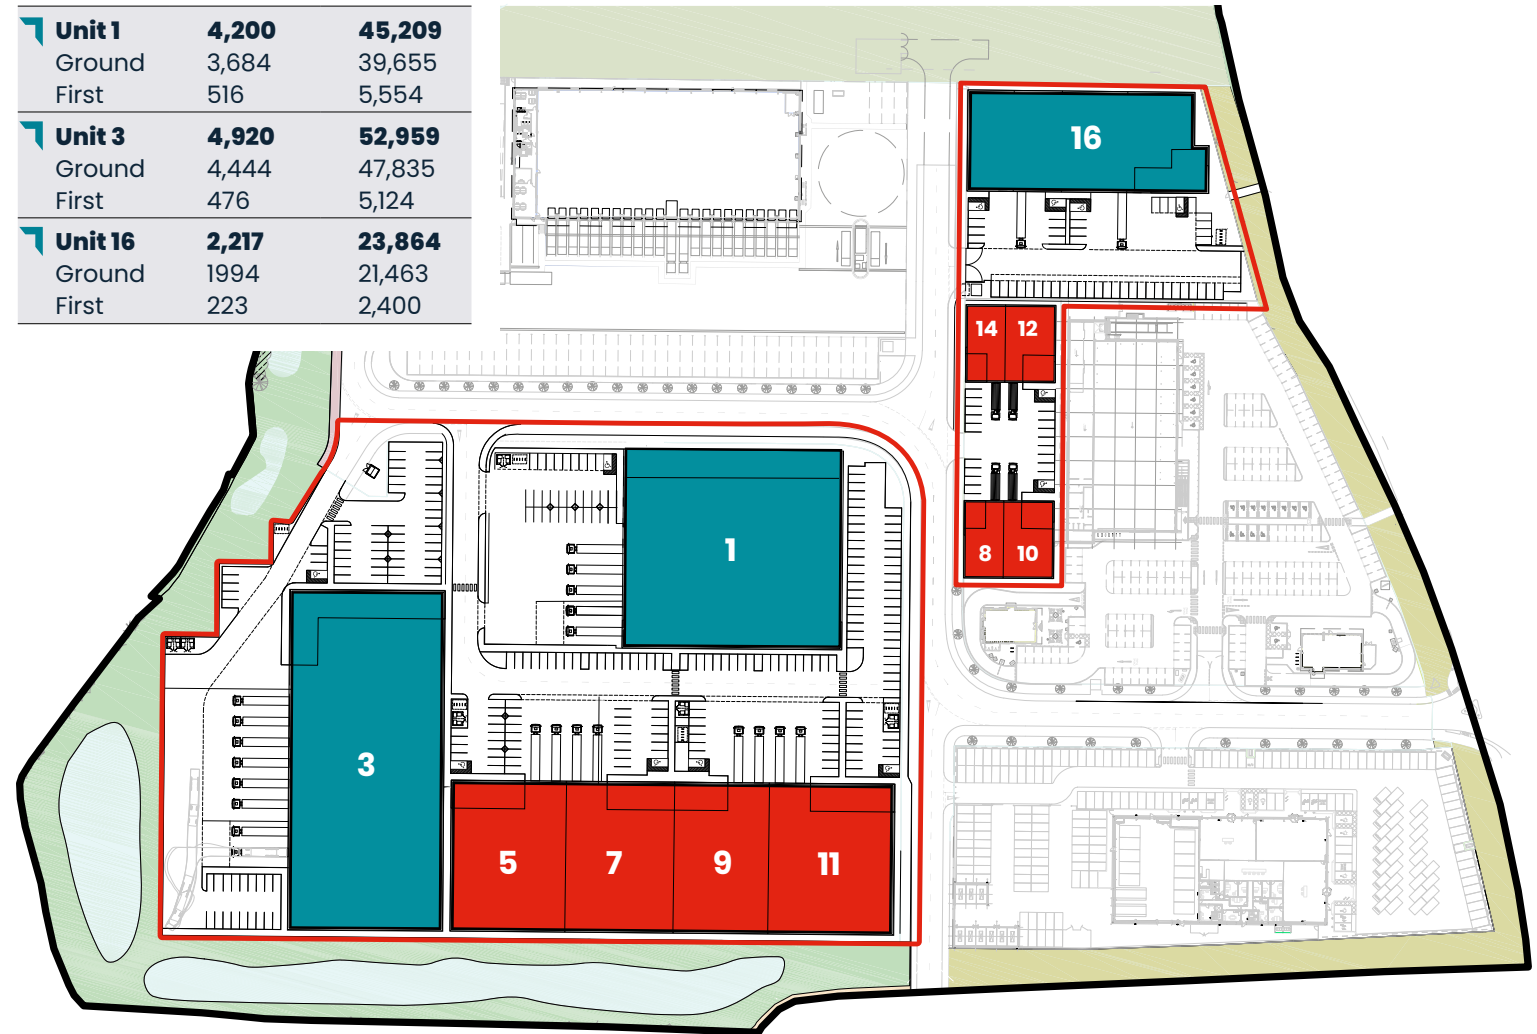 Unit 1 4,200 45,209
Ground 3,684 39,655
First 516 5,554
Unit 3 4,920 52,959
Ground 4,444 47,835
First 476 5,124
Unit 16 2,217 23,864
Ground 1994 21,463
First 223 2,400
16
14 12
8 10
1
3
5 7 9 11